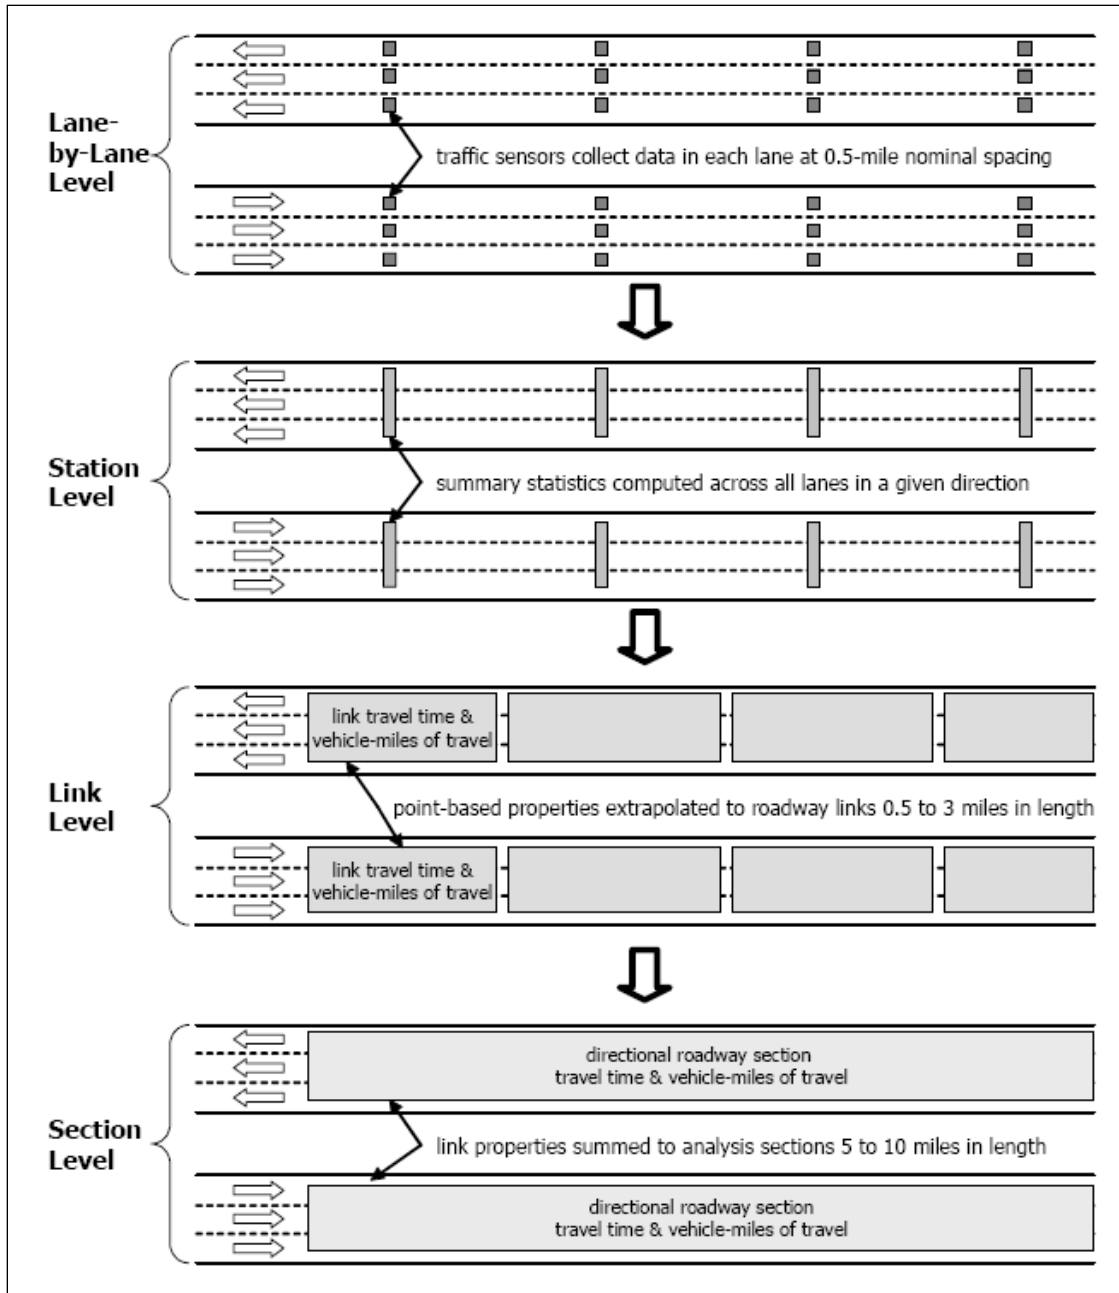 Lane-
by-Lane
Level
traffic sensors collect data in each lane at 0.5-mile nominal spacing
Station
Level
summary statistics computed across all lanes in a given direction
link travel time &
vehicle-miles of travel
Link
Level
point-based properties extrapolated to roadway links 0.5 to 3 miles in length
link travel time &
vehicle-miles of travel
directional roadway section
travel time & vehicle-miles of travel
Section
Level
link properties summed to analysis sections 5 to 10 miles in length
directional roadway section
travel time & vehicle-miles of travel